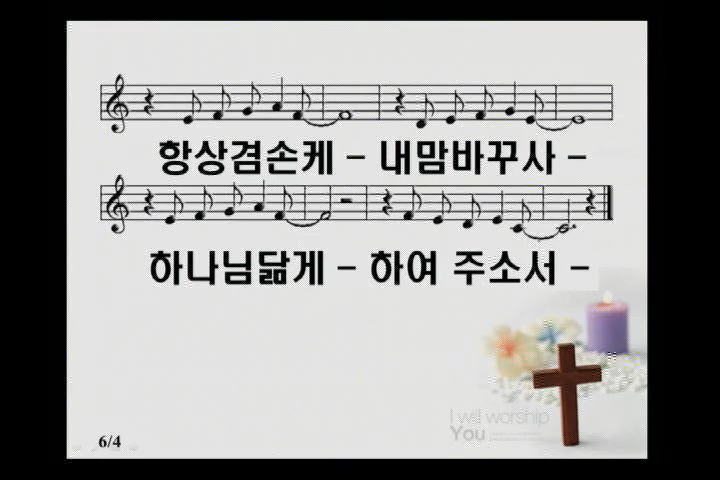 항상겸손케 – 내맘바꾸사 –
하나님닮게 – 하여 주소서 –
I will worship
You
6/4